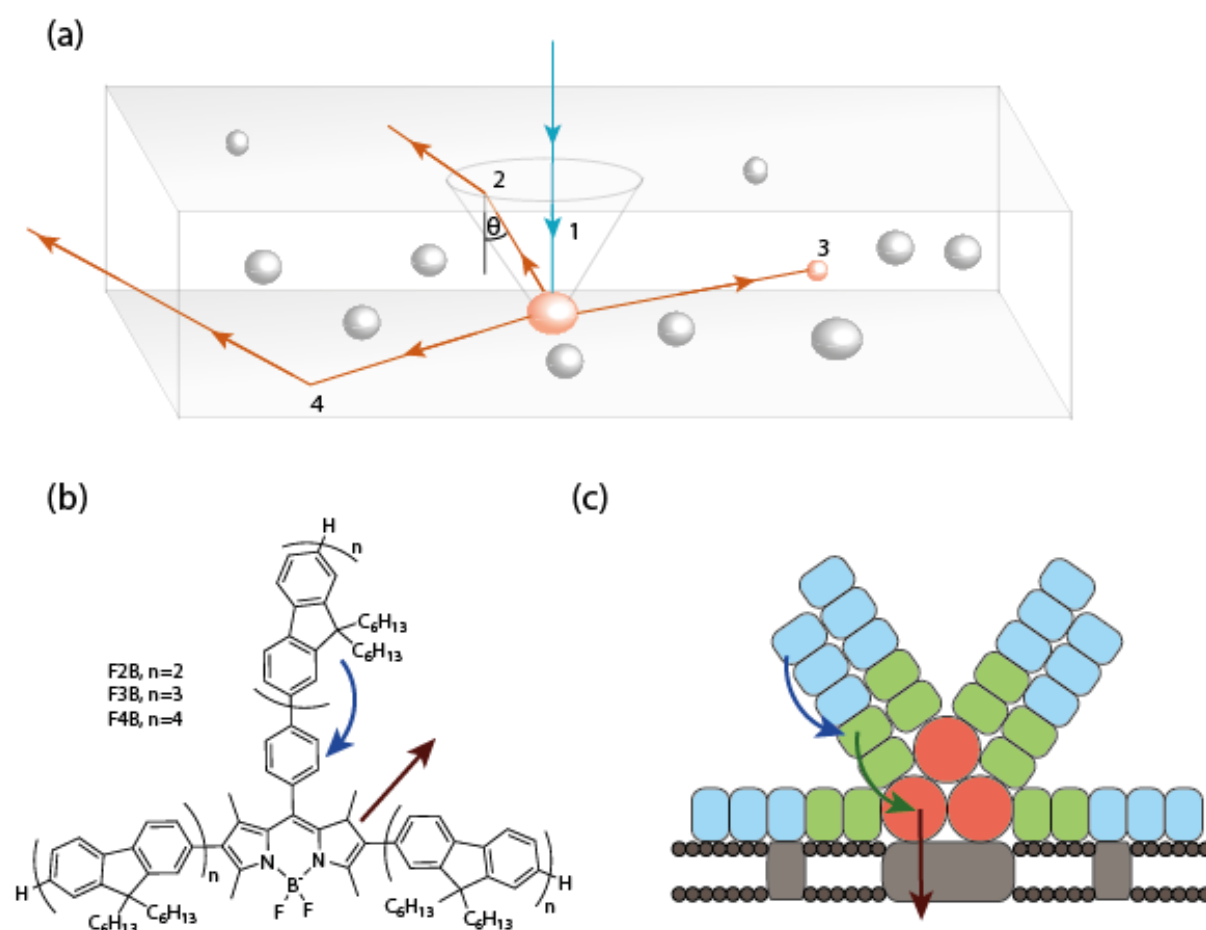 (a)
1
2
θ
3
4
(b)
(c)
H
n
C₆H₁₃
C₆H₁₃
F2B, n=2
F3B, n=3
F4B, n=4
H
n
N
N
B
F
F
n
H
C₆H₁₃
C₆H₁₃
C₆H₁₃
C₆H₁₃